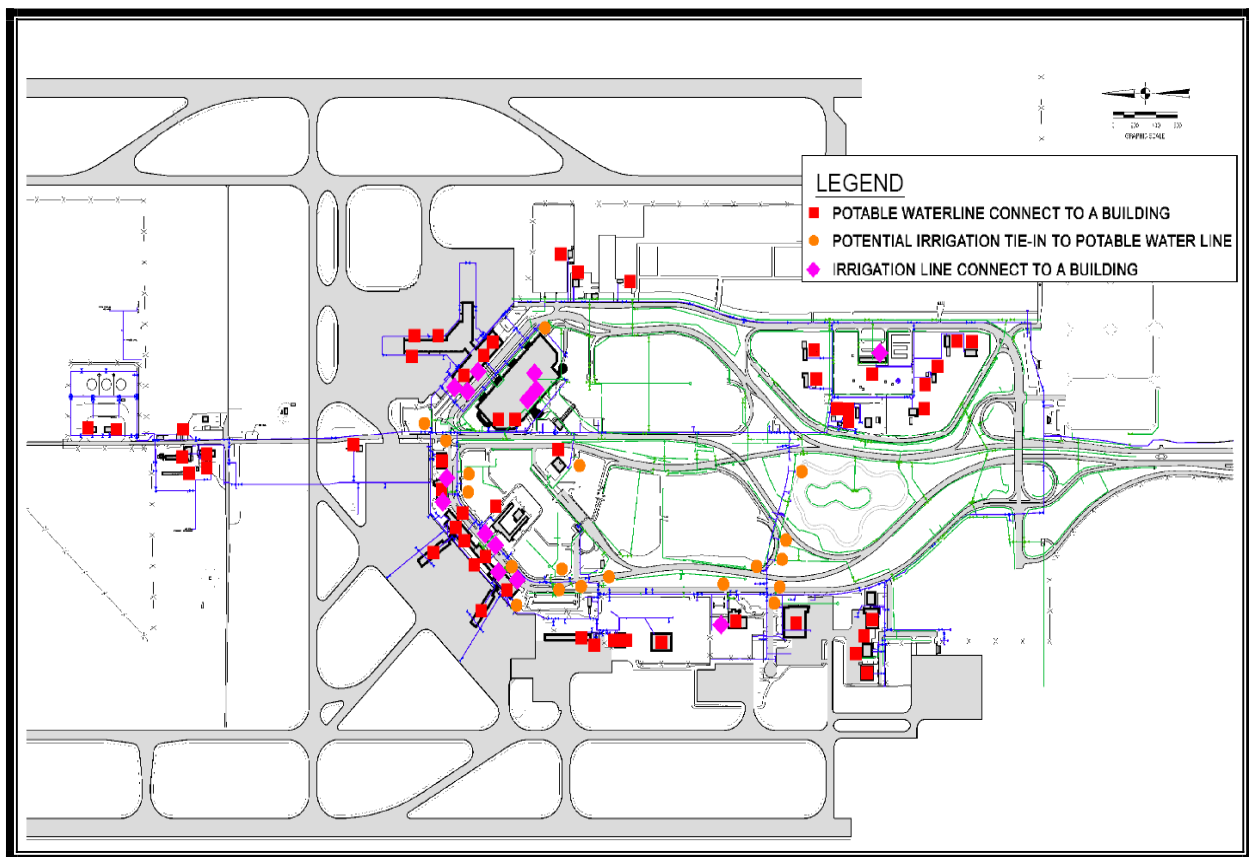 GRAPHIC SCALE
LEGEND
POTABLE WATERLINE CONNECT TO A BUILDING
POTENTIAL IRRIGATION TIE-IN TO POTABLE WATER LINE
IRRIGATION LINE CONNECT TO A BUILDING